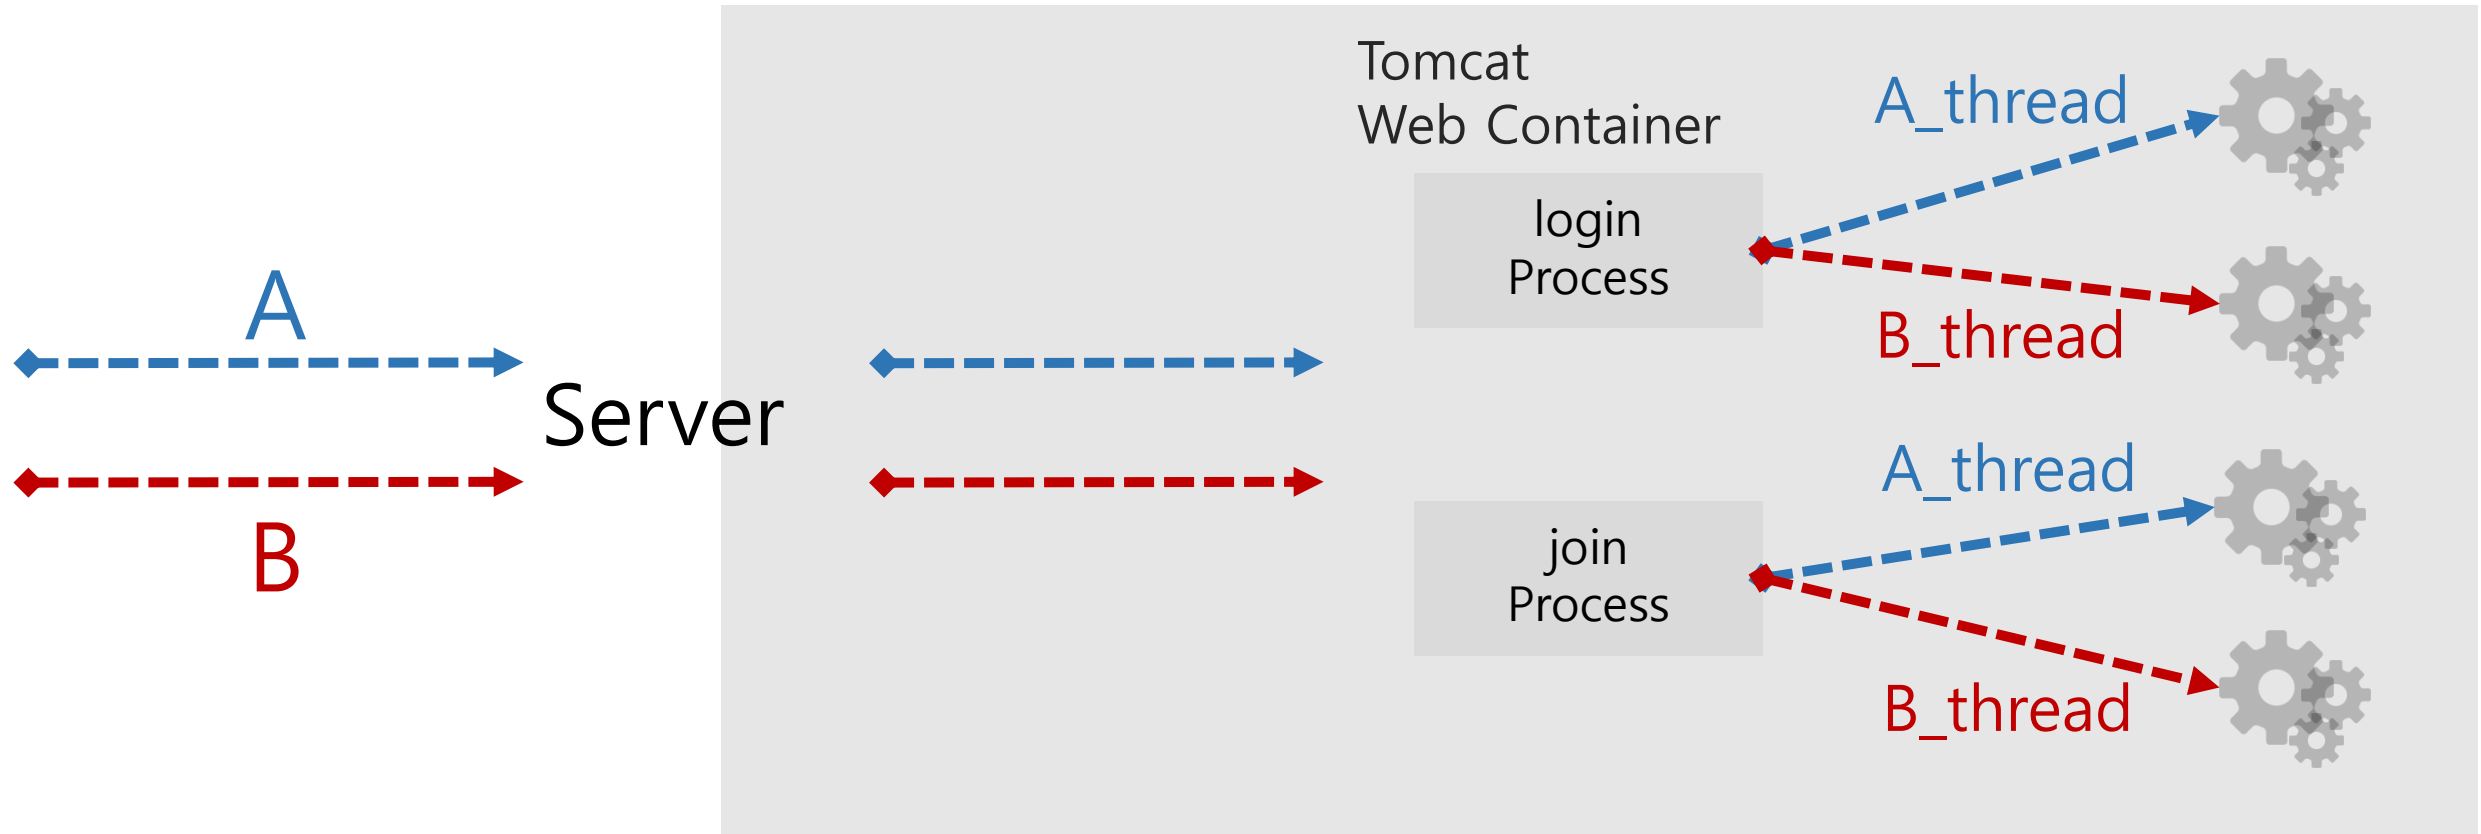 A
B
Server
Tomcat
Web Container
login
Process
A_thread
B_thread
join
Process
A_thread
B_thread